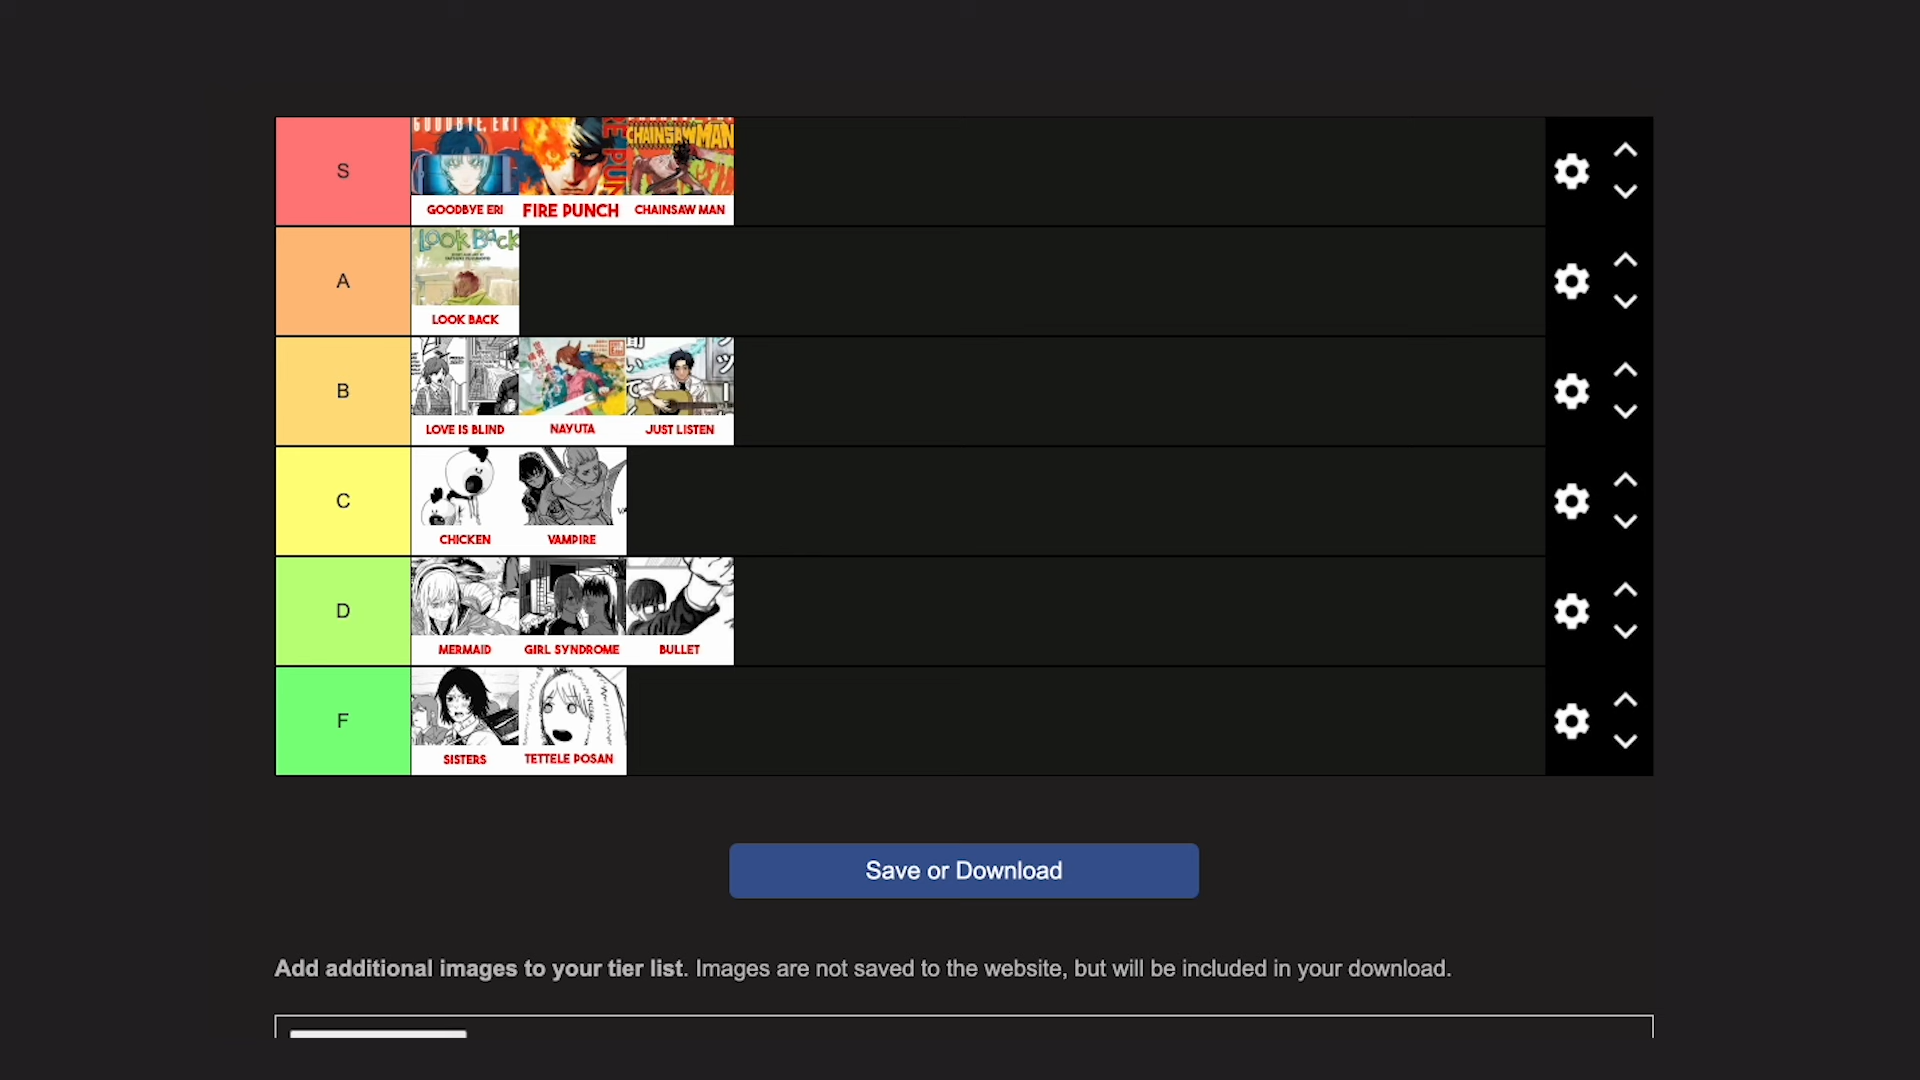 S
GOODBYE, ERI
CHAINSAW MAN
GOODBYE ERI
FIRE PUNCH
CHAINSAW MAN
A
LOOK BACK
LOOK BACK
B
LOVE IS BLIND
NAYUTA
JUST LISTEN
C
CHICKEN
VAMPIRE
D
MERMAID
GIRL SYNDROME
BULLET
F
SISTERS
TETTELE POSAN
Save or Download
Add additional images to your tier list. Images are not saved to the website, but will be included in your download.